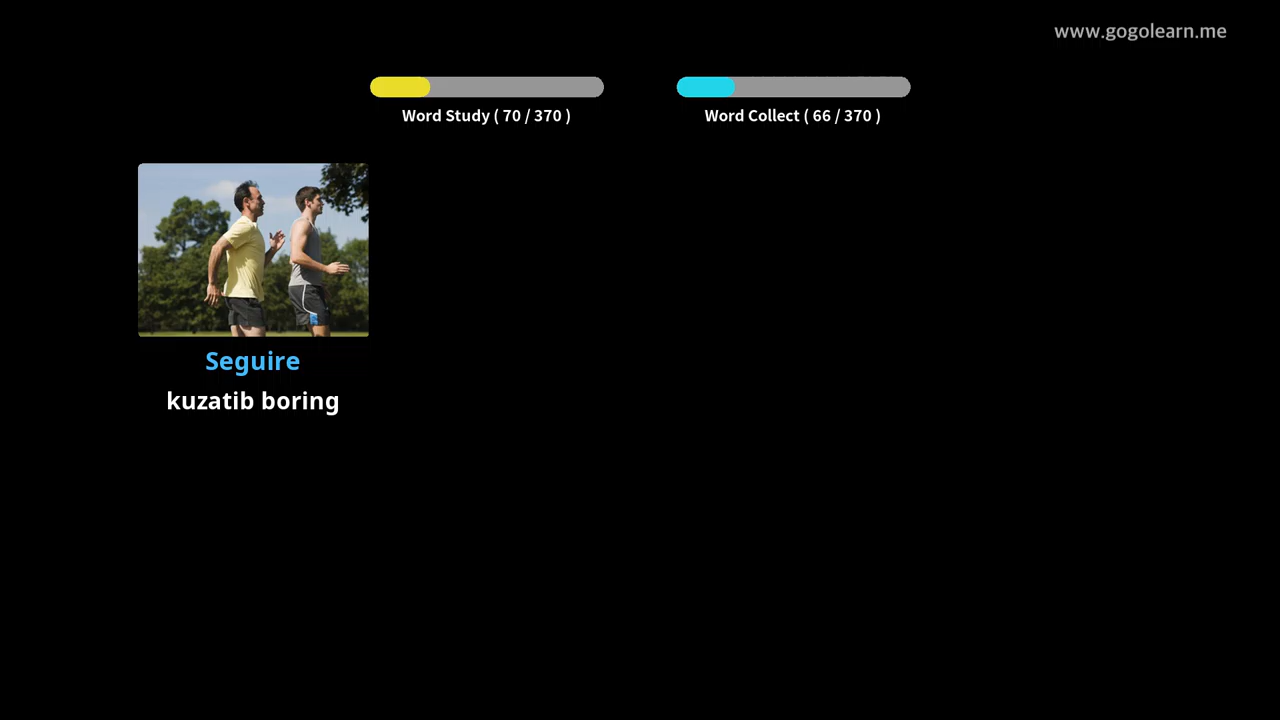 www.gogolearn.me
Word Study ( 70 / 370 )
Word Collect ( 66 / 370 )
Seguire
kuzatib boring